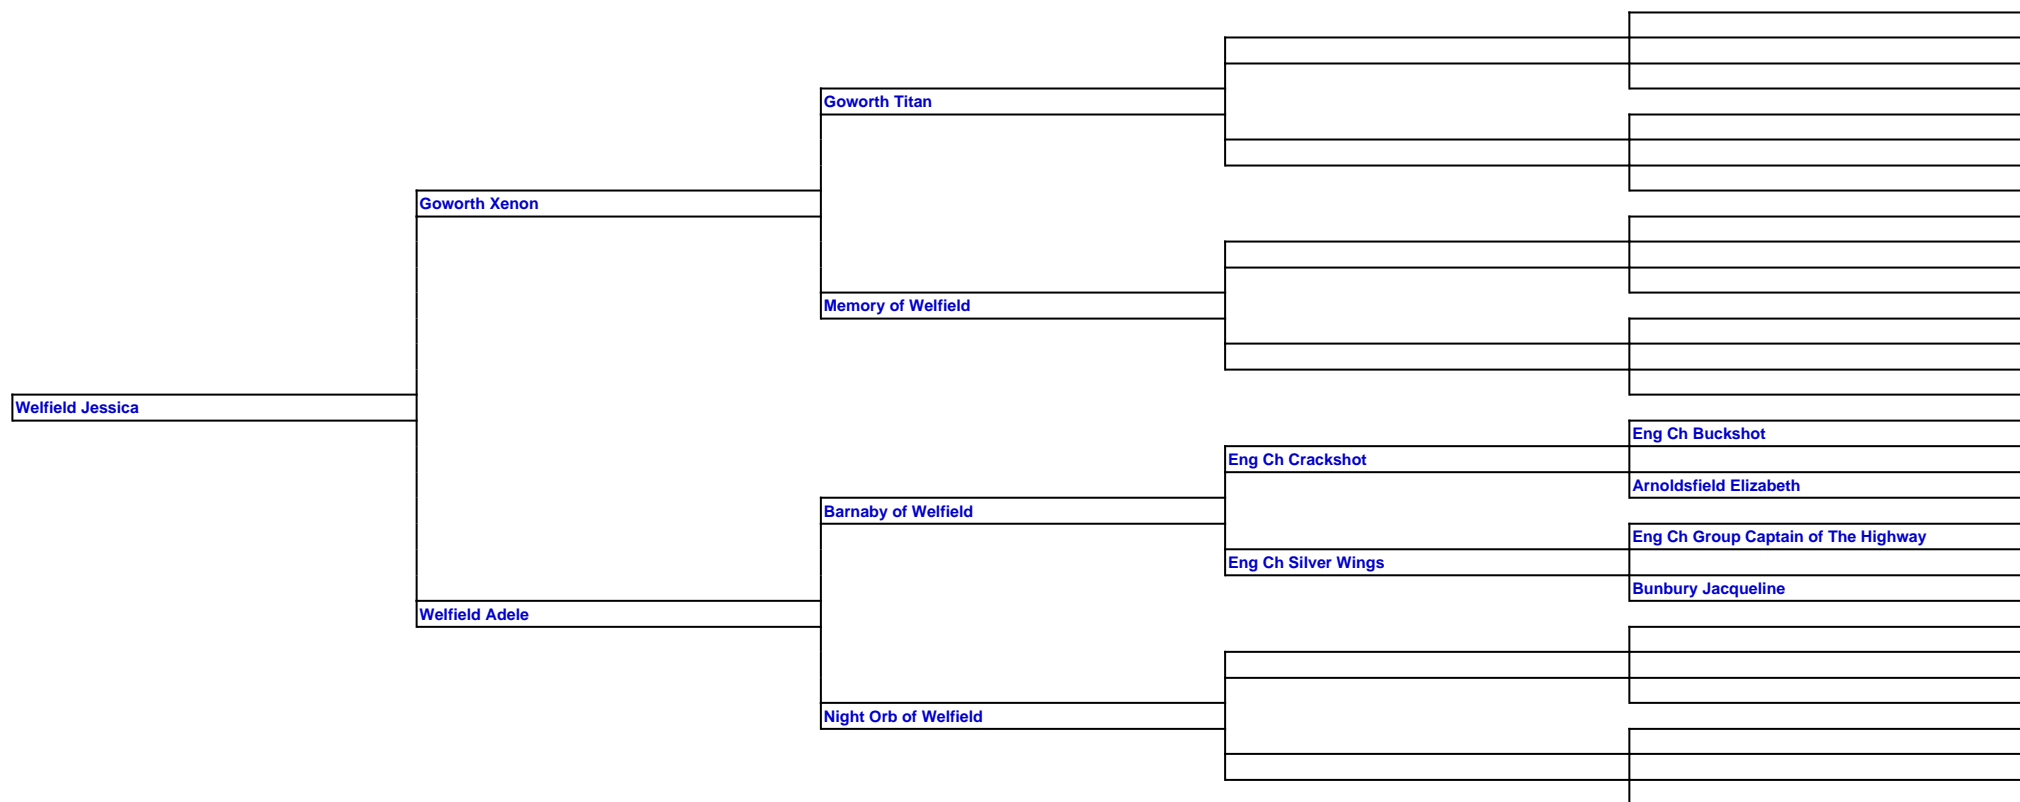 Goworth Titan
Goworth Xenon
Memory of Welfield
Welfield Jessica
Eng Ch Buckshot
Eng Ch Crackshot
Arnoldsfield Elizabeth
Barnaby of Welfield
Eng Ch Group Captain of The Highway
Eng Ch Silver Wings
Bunbury Jacqueline
Welfield Adele
Night Orb of Welfield